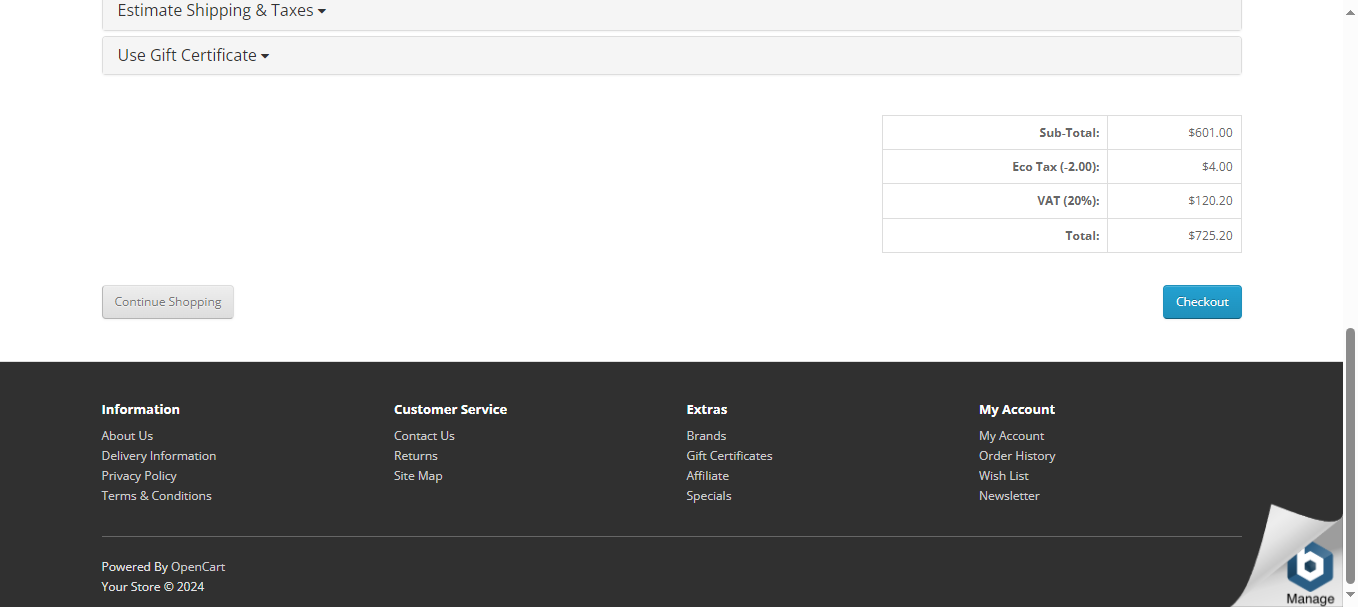 Estimate Shipping & Taxes
Use Gift Certificate
Sub-Total: $601.00
Eco Tax (-2.00): $4.00
VAT (20%): $120.20
Total: $725.20
Continue Shopping
Checkout
Information
About Us
Delivery Information
Privacy Policy
Terms & Conditions
Customer Service
Contact Us
Returns
Site Map
Extras
Brands
Gift Certificates
Affiliate
Specials
My Account
My Account
Order History
Wish List
Newsletter
Powered By OpenCart
Your Store © 2024
b
Manage